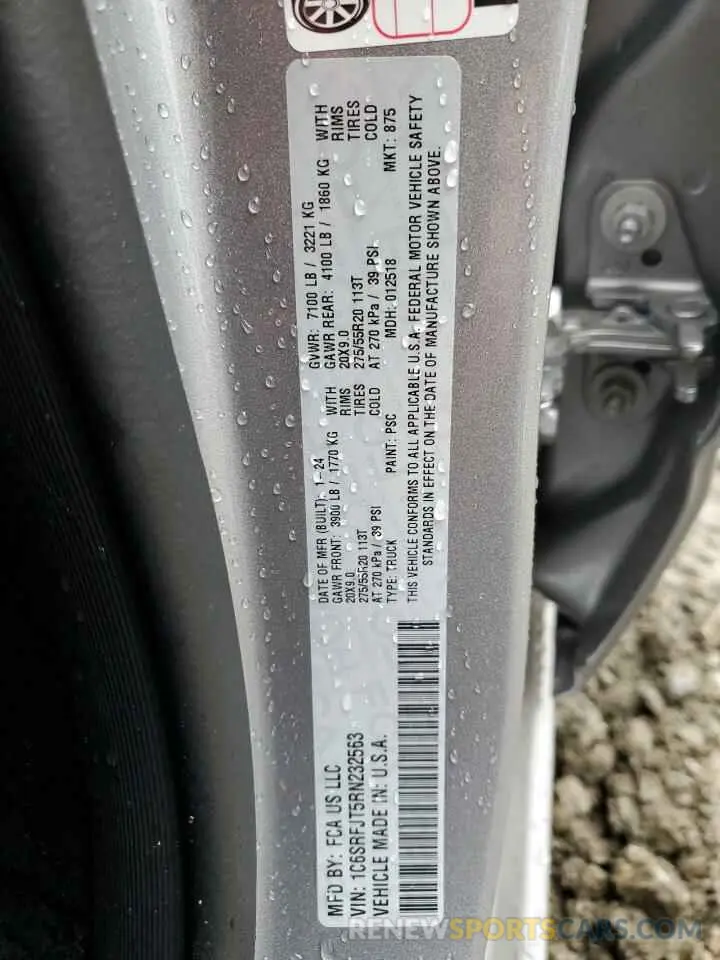 MFD BY: FCA US LLC
DATE OF MFR (BUILT): 1-24
GVWR: 7100 LB / 3221 KG
GAWR FRONT: 3900 LB / 1770 KG WITH
GAWR REAR: 4100 LB / 1860 KG WITH
20X9.0 RIMS
20X9.0 RIMS
275/55R20 113T TIRES
275/55R20 113T TIRES
AT 270 kPa / 39 PSI COLD
AT 270 kPa / 39 PSI COLD
VIN: 1C6SRFJT5RN232563
TYPE: TRUCK
PAINT: PSC
MDH: 012518
MKT: 875
VEHICLE MADE IN: U.S.A.
THIS VEHICLE CONFORMS TO ALL APPLICABLE U.S.A. FEDERAL MOTOR VEHICLE SAFETY
STANDARDS IN EFFECT ON THE DATE OF MANUFACTURE SHOWN ABOVE.
RENEWSPORTSCARS.COM